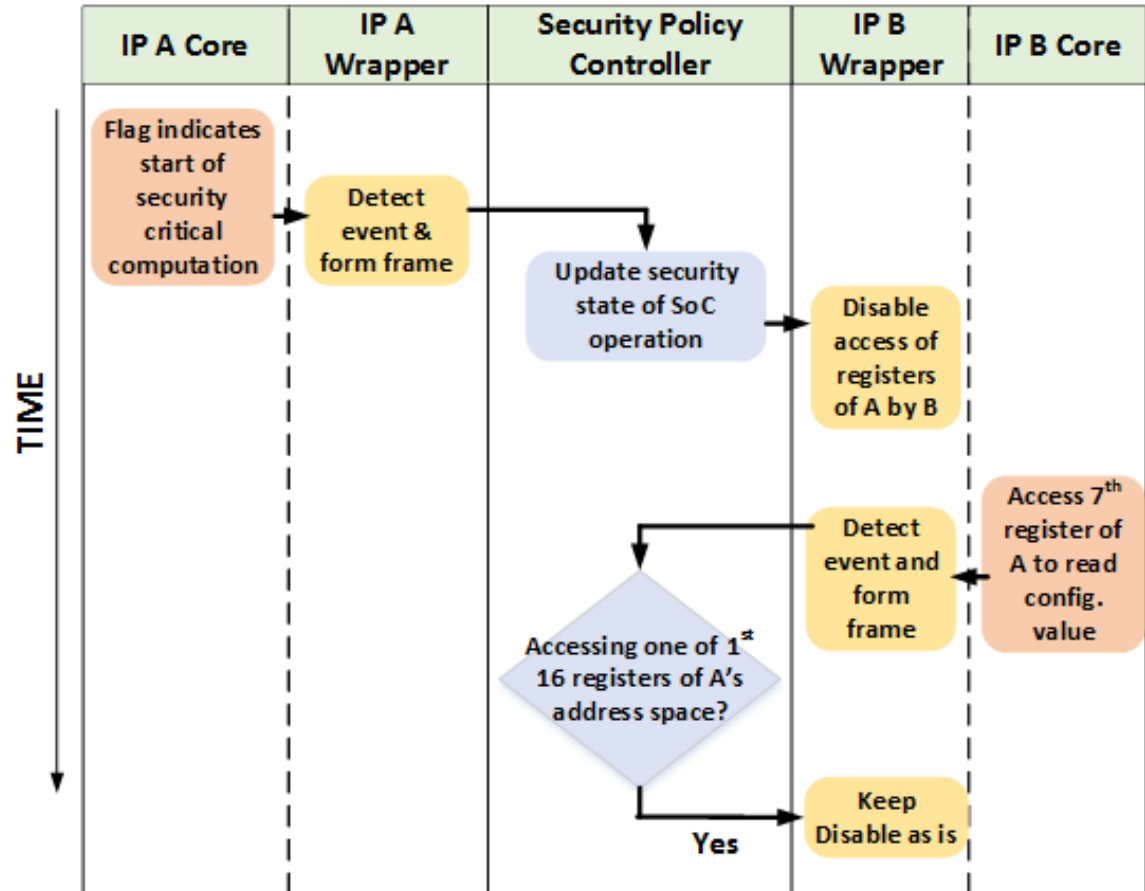 IP A Core
IP A
Wrapper
Security Policy
Controller
IP B
Wrapper
IP B Core
TIME
Flag indicates
start of
security
critical
computation
Detect
event &
form frame
Update security
state of SoC
operation
Disable
access of
registers
of A by B
Access 7th
register of
A to read
config.
value
Detect
event and
form
frame
Accessing one of 1st
16 registers of A's
address space?
Yes
Keep
Disable as is